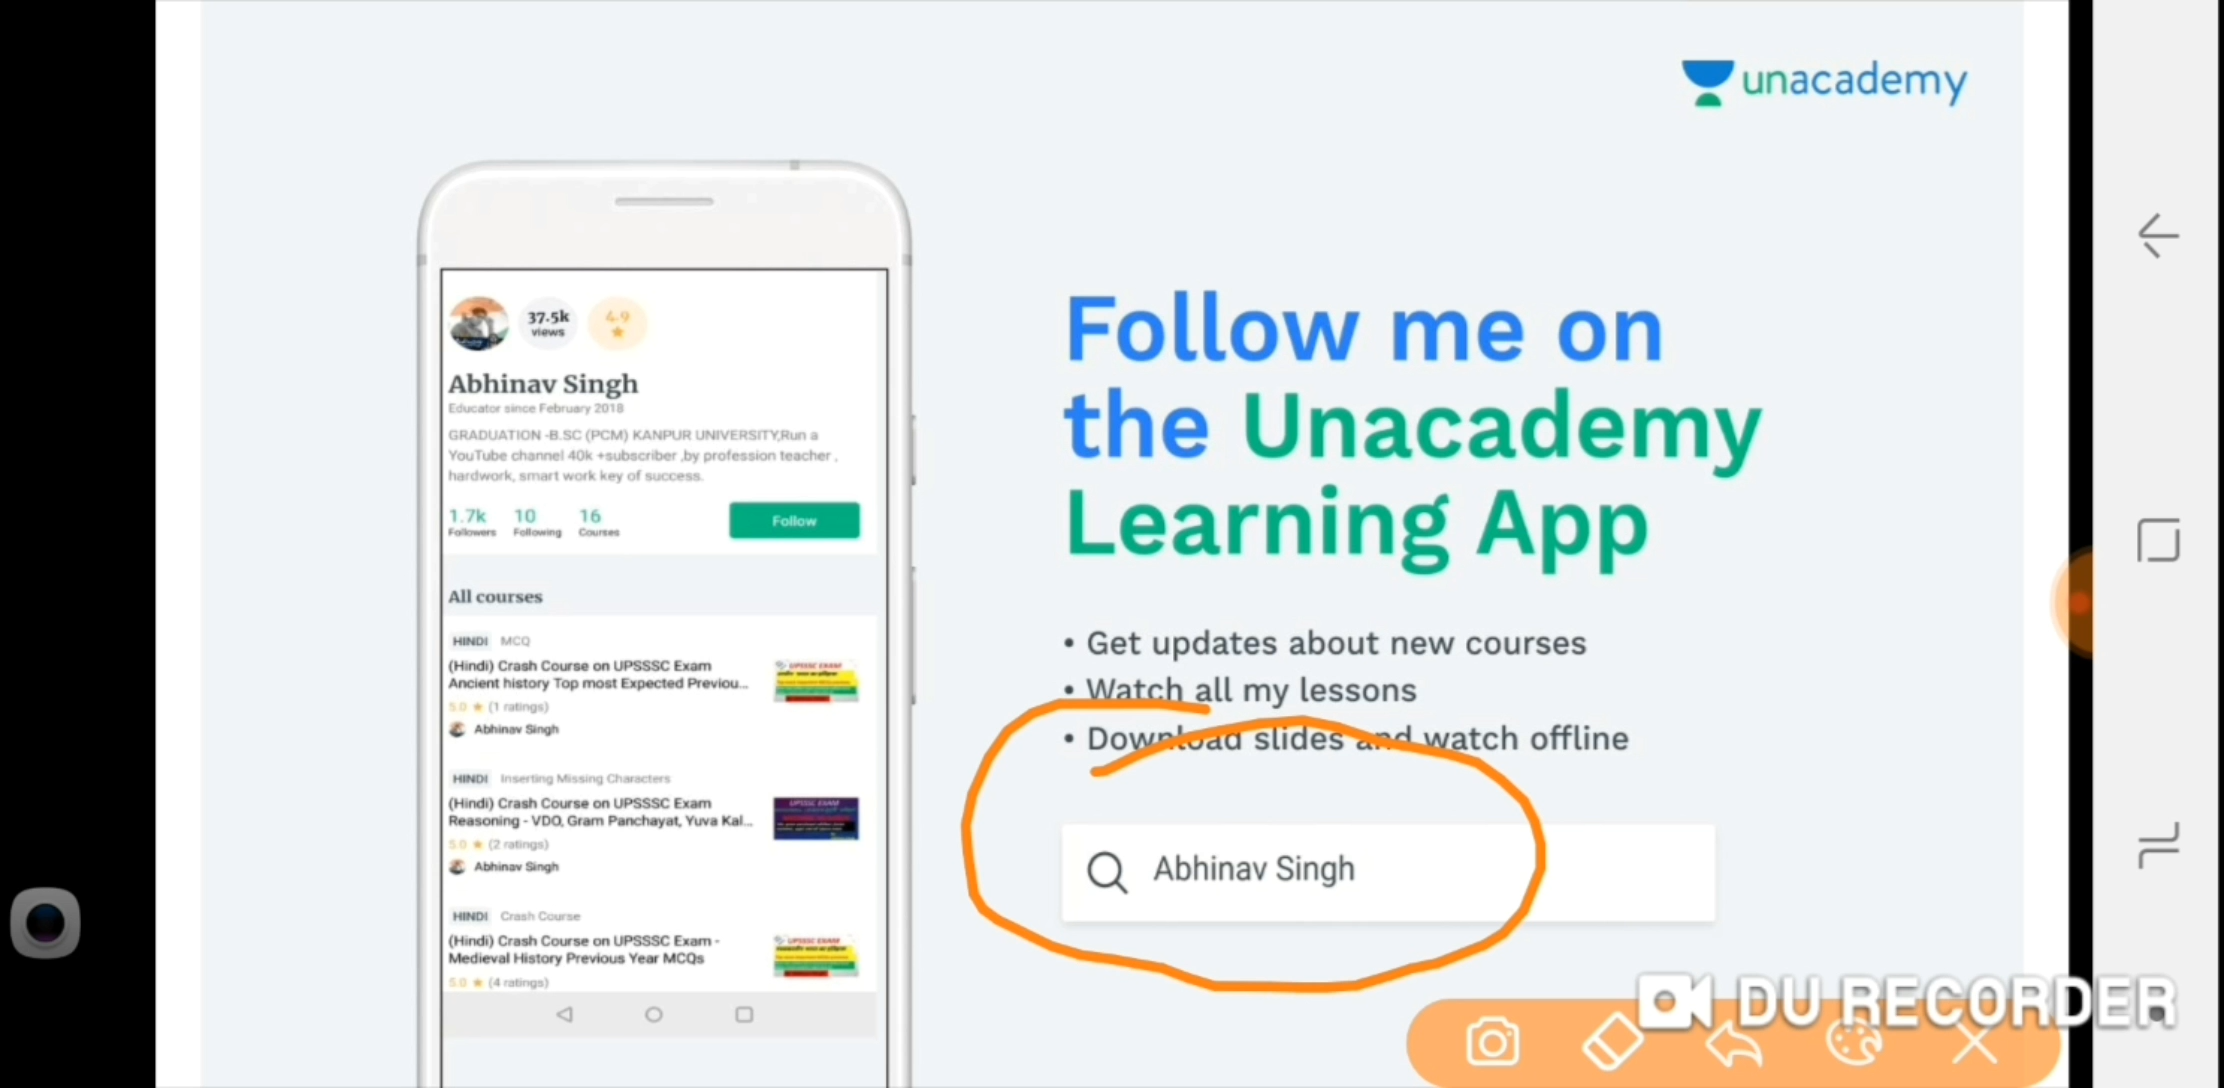 unacademy
37.5k
views
4.9
Abhinav Singh
Educator since February 2018
GRADUATION -B.SC (PCM) KANPUR UNIVERSITY,Run a
YouTube channel 40k +subscriber ,by profession teacher ,
hardwork, smart work key of success.
1.7k
Followers
10
Following
16
Courses
Follow
All courses
HINDI MCQ
(Hindi) Crash Course on UPSSSC Exam
Ancient history Top most Expected Previou...
5.0 ★ (1 ratings)
Abhinav Singh
UPSSSC EXAM
HINDI Inserting Missing Characters
(Hindi) Crash Course on UPSSSC Exam
Reasoning - VDO, Gram Panchayat, Yuva Kal...
5.0 ★ (2 ratings)
Abhinav Singh
UPSSSC EXAM
HINDI Crash Course
(Hindi) Crash Course on UPSSSC Exam -
Medieval History Previous Year MCQs
5.0 ★ (4 ratings)
UPSSSC EXAM
Follow me on
the Unacademy
Learning App
• Get updates about new courses
• Watch all my lessons
• Download slides and watch offline
Abhinav Singh
DU RECORDER